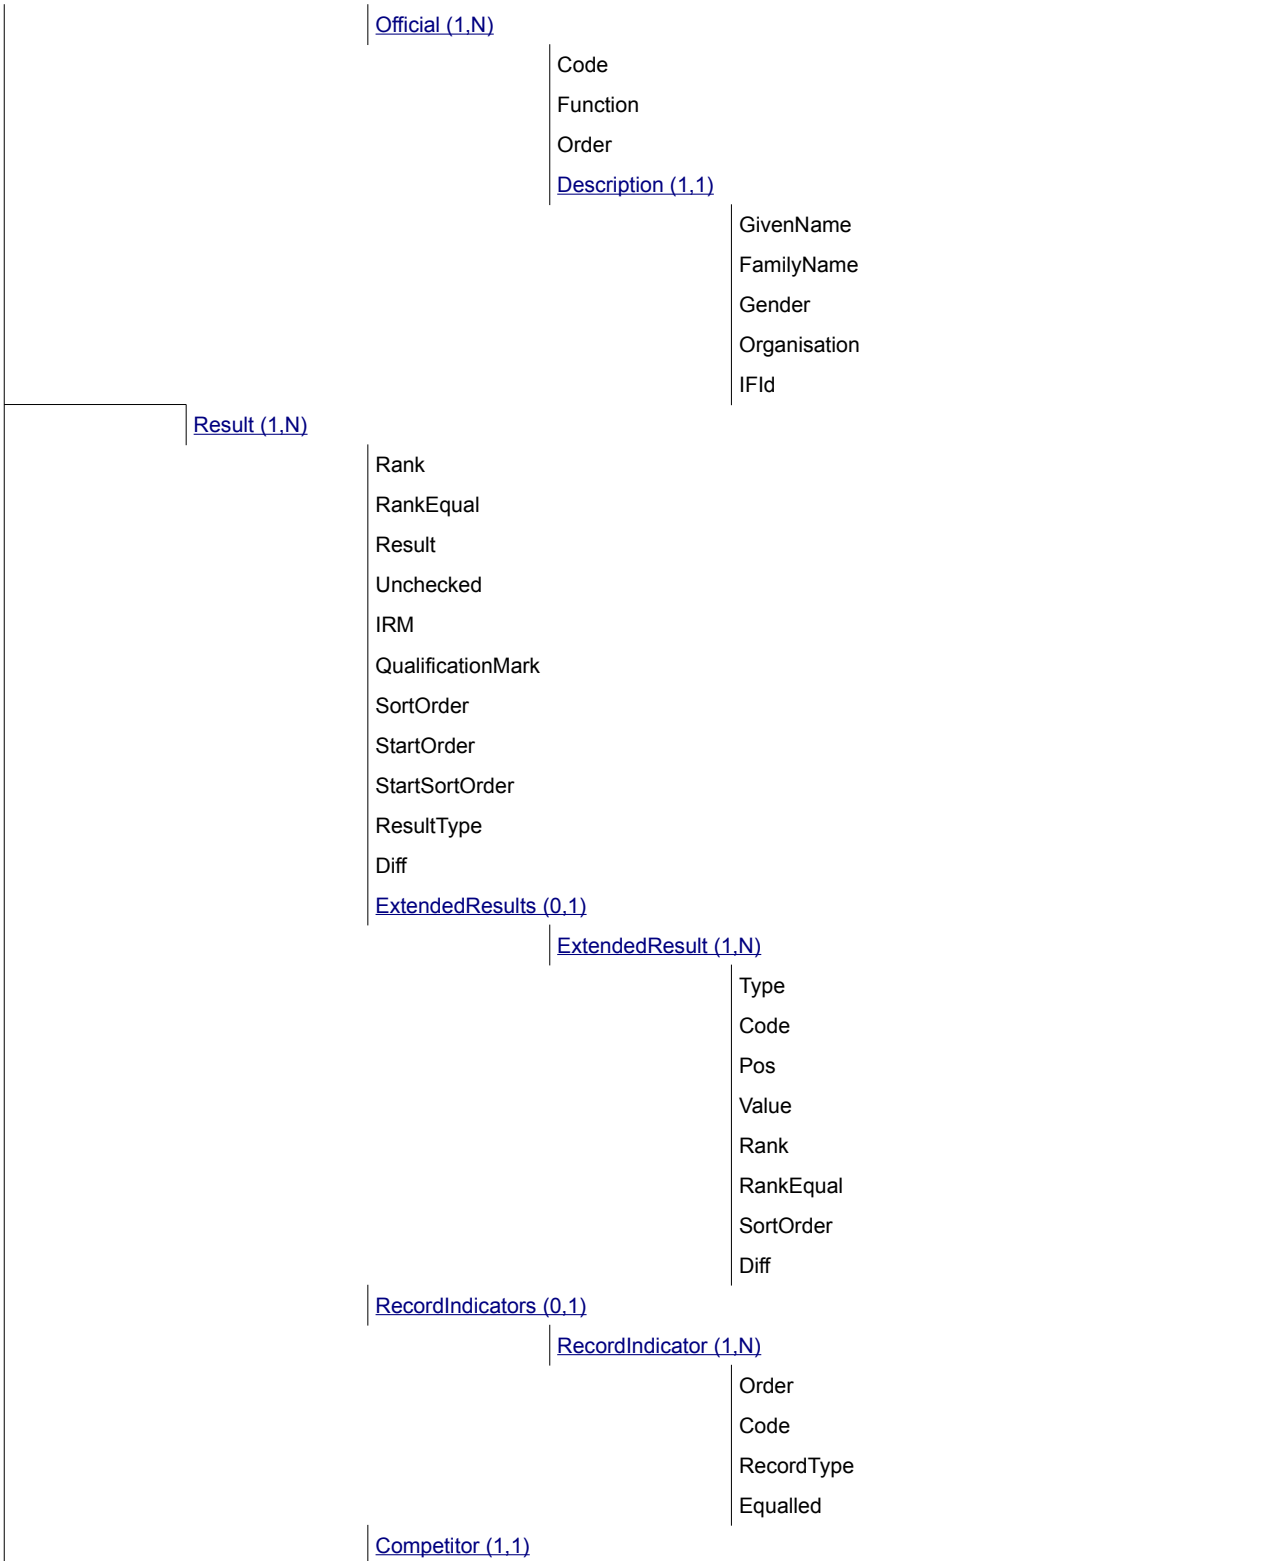 Official (1,N)
Code
Function
Order
Description (1,1)
GivenName
FamilyName
Gender
Organisation
IFId
Result (1,N)
Rank
RankEqual
Result
Unchecked
IRM
QualificationMark
SortOrder
StartOrder
StartSortOrder
ResultType
Diff
ExtendedResults (0,1)
ExtendedResult (1,N)
Type
Code
Pos
Value
Rank
RankEqual
SortOrder
Diff
RecordIndicators (0,1)
RecordIndicator (1,N)
Order
Code
RecordType
Equalled
Competitor (1,1)